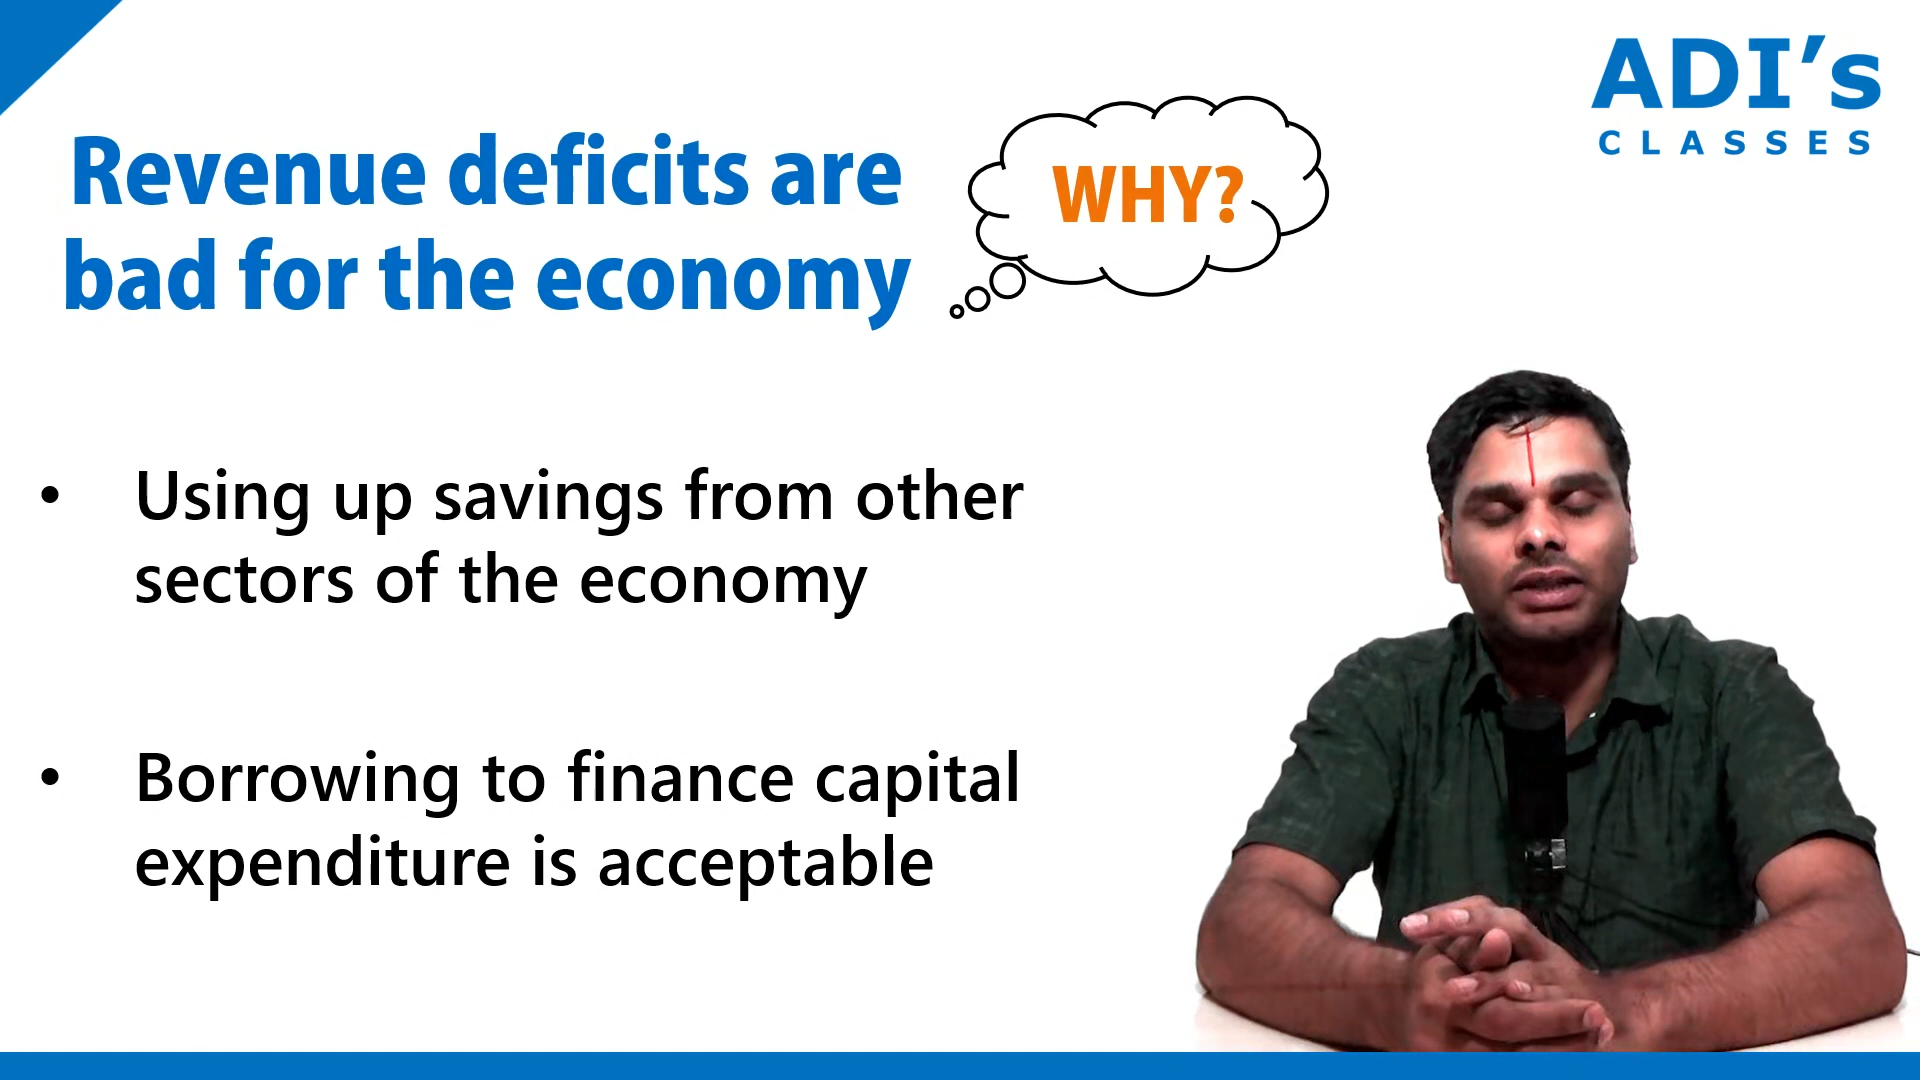 ADI's
CLASSES
Revenue deficits are
bad for the economy
WHY?
• Using up savings from other
sectors of the economy
• Borrowing to finance capital
expenditure is acceptable